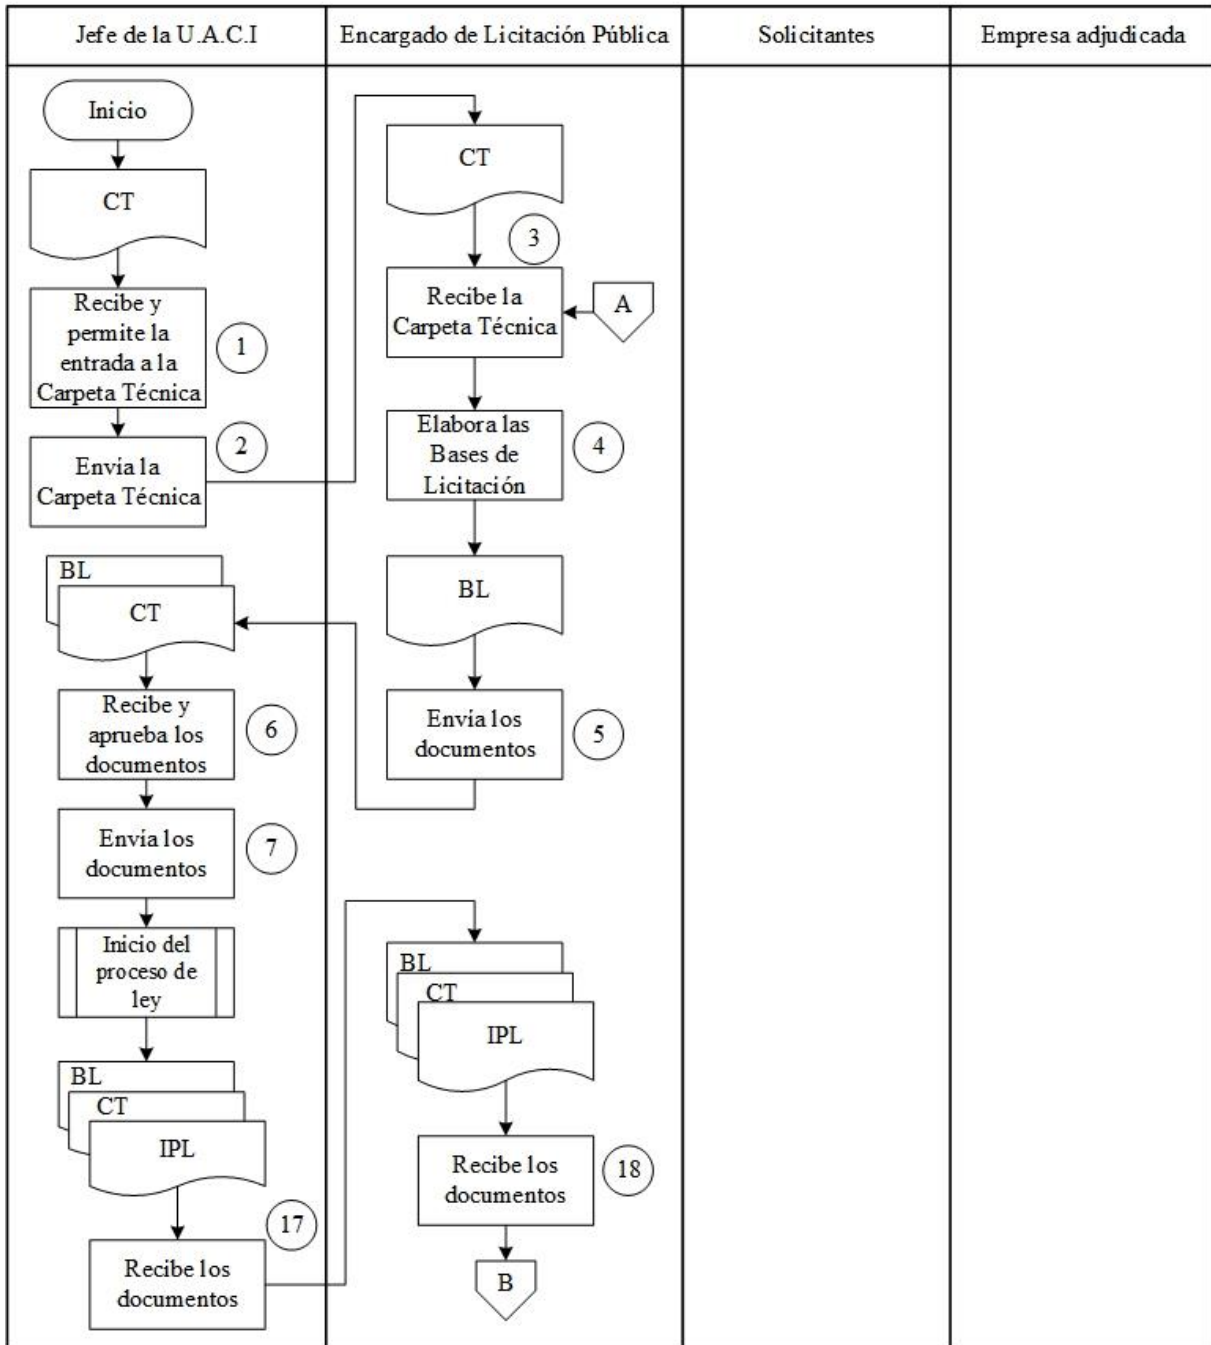 Jefe de la U.A.C.I
Encargado de Licitación Pública
Solicitantes
Empresa adjudicada
Inicio
CT
Recibe y
permite la
entrada a la
Carpeta Técnica
1
Envía la
Carpeta Técnica
2
CT
3
Recibe la
Carpeta Técnica
A
Elabora las
Bases de
Licitación
4
BL
Envía los
documentos
5
BL
CT
Recibe y
aprueba los
documentos
6
Envía los
documentos
7
Inicio del
proceso de
ley
BL
CT
IPL
17
Recibe los
documentos
BL
CT
IPL
Recibe los
documentos
18
B